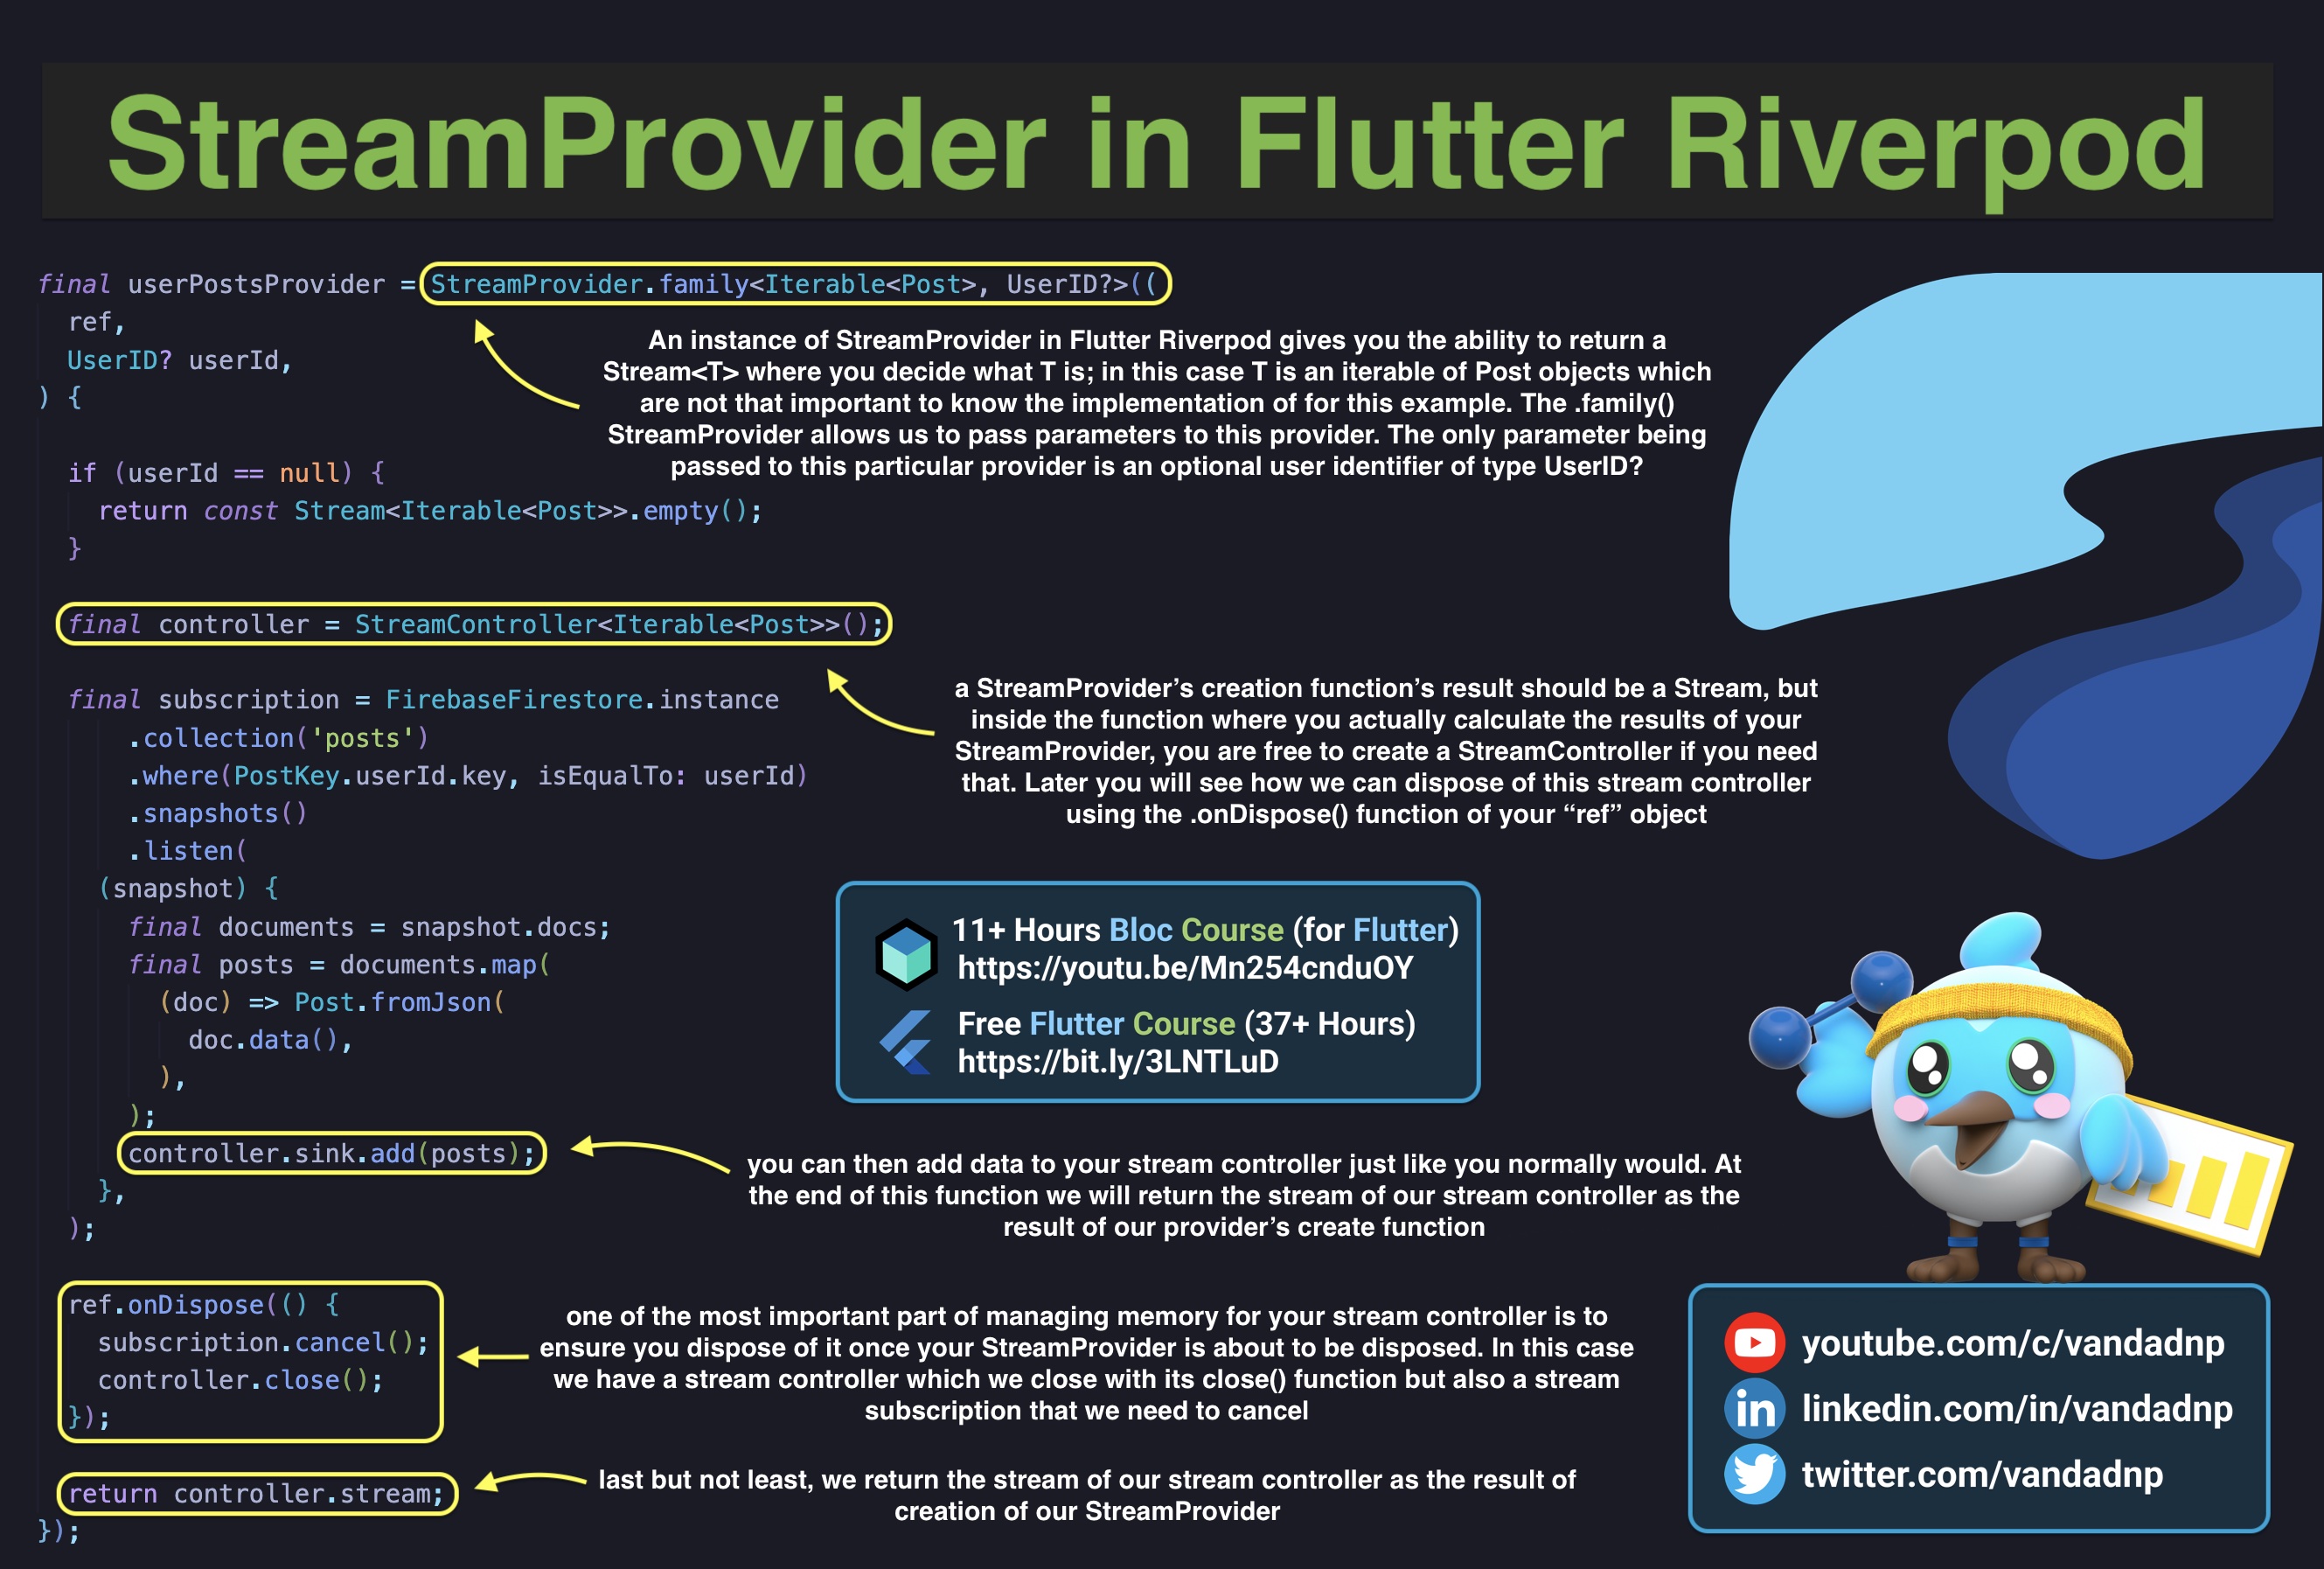 StreamProvider in Flutter Riverpod
final userPostsProvider = StreamProvider.family<Iterable<Post>, UserID?>((
ref,
UserID? userId,
) {
An instance of StreamProvider in Flutter Riverpod gives you the ability to return a
Stream<T> where you decide what T is; in this case T is an iterable of Post objects which
are not that important to know the implementation of for this example. The .family()
StreamProvider allows us to pass parameters to this provider. The only parameter being
passed to this particular provider is an optional user identifier of type UserID?
if (userId == null) {
return const Stream<Iterable<Post>>.empty();
}
final controller = StreamController<Iterable<Post>>();
a StreamProvider’s creation function’s result should be a Stream, but
inside the function where you actually calculate the results of your
StreamProvider, you are free to create a StreamController if you need
that. Later you will see how we can dispose of this stream controller
using the .onDispose() function of your “ref” object
final subscription = FirebaseFirestore.instance
.collection('posts')
.where(PostKey.userId.key, isEqualTo: userId)
.snapshots()
.listen(
(snapshot) {
final documents = snapshot.docs;
final posts = documents.map(
(doc) => Post.fromJson(
doc.data(),
),
);
controller.sink.add(posts);
},
);
11+ Hours Bloc Course (for Flutter)
https://youtu.be/Mn254cnduOY
Free Flutter Course (37+ Hours)
https://bit.ly/3LNTLuD
you can then add data to your stream controller just like you normally would. At
the end of this function we will return the stream of our stream controller as the
result of our provider’s create function
ref.onDispose(() {
subscription.cancel();
controller.close();
});
one of the most important part of managing memory for your stream controller is to
ensure you dispose of it once your StreamProvider is about to be disposed. In this case
we have a stream controller which we close with its close() function but also a stream
subscription that we need to cancel
return controller.stream;
});
last but not least, we return the stream of our stream controller as the result of
creation of our StreamProvider
youtube.com/c/vandadnp
in linkedin.com/in/vandadnp
twitter.com/vandadnp